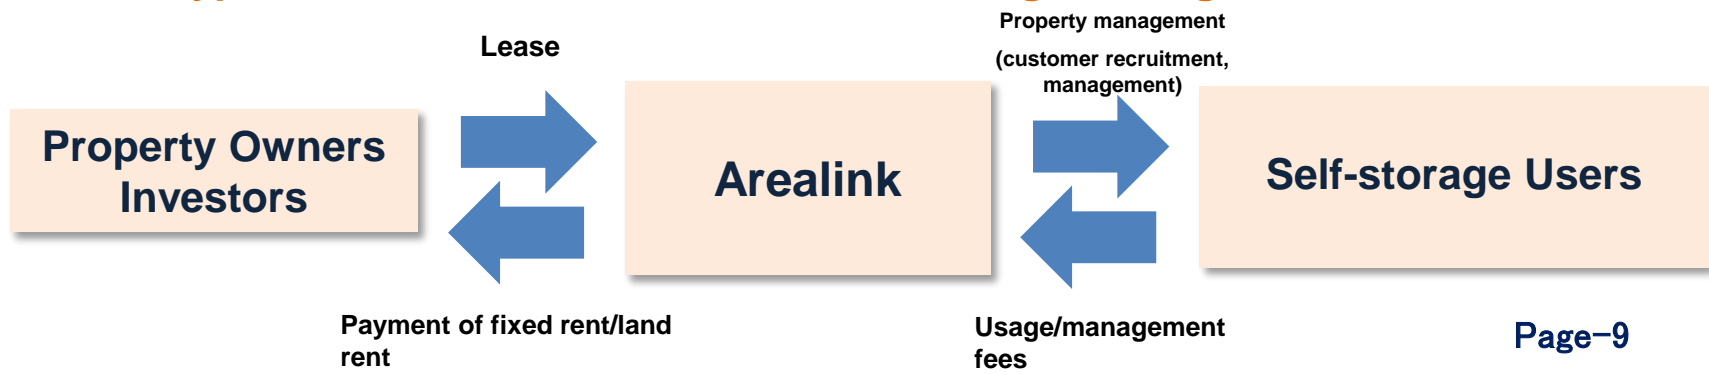 Property management
Lease
(customer recruitment,
management)
Property Owners
Investors
Arealink
Self-storage Users
Payment of fixed rent/land
rent
Usage/management
fees
Page-9